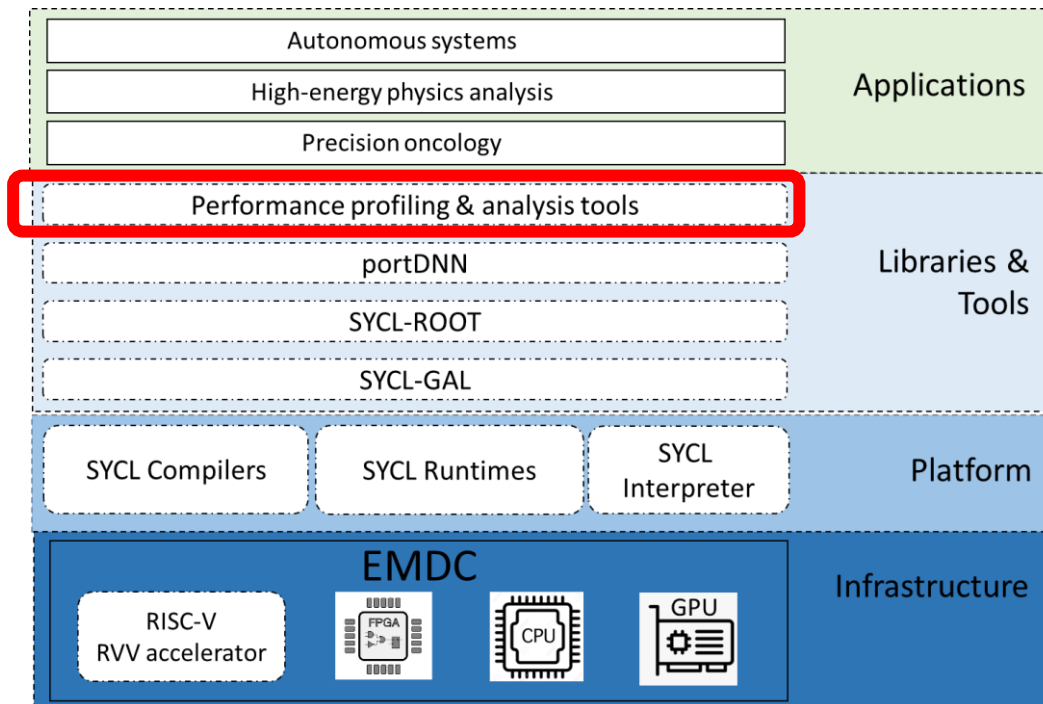 Autonomous systems
High-energy physics analysis
Precision oncology
Applications
Performance profiling & analysis tools
portDNN
SYCL-ROOT
SYCL-GAL
Libraries &
Tools
SYCL Compilers
SYCL Runtimes
SYCL
Interpreter
Platform
EMDC
RISC-V
RVV accelerator
FPGA
CPU
GPU
Infrastructure